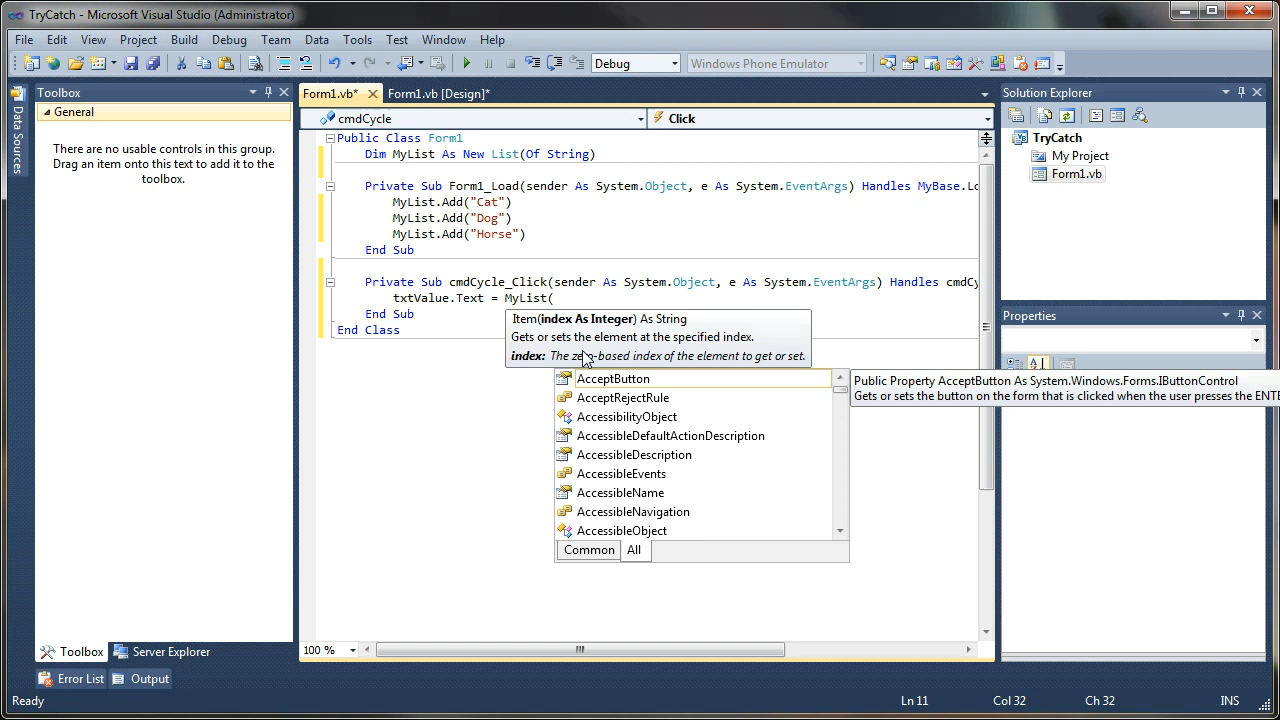 TryCatch - Microsoft Visual Studio (Administrator)
File Edit View Project Build Debug Team Data Tools Test Window Help
Debug Windows Phone Emulator
Data Sources
Toolbox
General
There are no usable controls in this group.
Drag an item onto this text to add it to the
toolbox.
Form1.vb* Form1.vb [Design]*
cmdCycle Click
Public Class Form1
Dim MyList As New List(Of String)
Private Sub Form1_Load(sender As System.Object, e As System.EventArgs) Handles MyBase.Lo
MyList.Add("Cat")
MyList.Add("Dog")
MyList.Add("Horse")
End Sub
Private Sub cmdCycle_Click(sender As System.Object, e As System.EventArgs) Handles cmdCy
txtValue.Text = MyList(
End Sub
End Class
Item(index As Integer) As String
Gets or sets the element at the specified index.
index: The zero-based index of the element to get or set.
AcceptButton
AcceptRejectRule
AccessibilityObject
AccessibleDefaultActionDescription
AccessibleDescription
AccessibleEvents
AccessibleName
AccessibleNavigation
AccessibleObject
Common All
Public Property AcceptButton As System.Windows.Forms.IButtonControl
Gets or sets the button on the form that is clicked when the user presses the ENTE
100 %
Solution Explorer
TryCatch
My Project
Form1.vb
Properties
Toolbox Server Explorer
Error List Output
Ready Ln 11 Col 32 Ch 32 INS